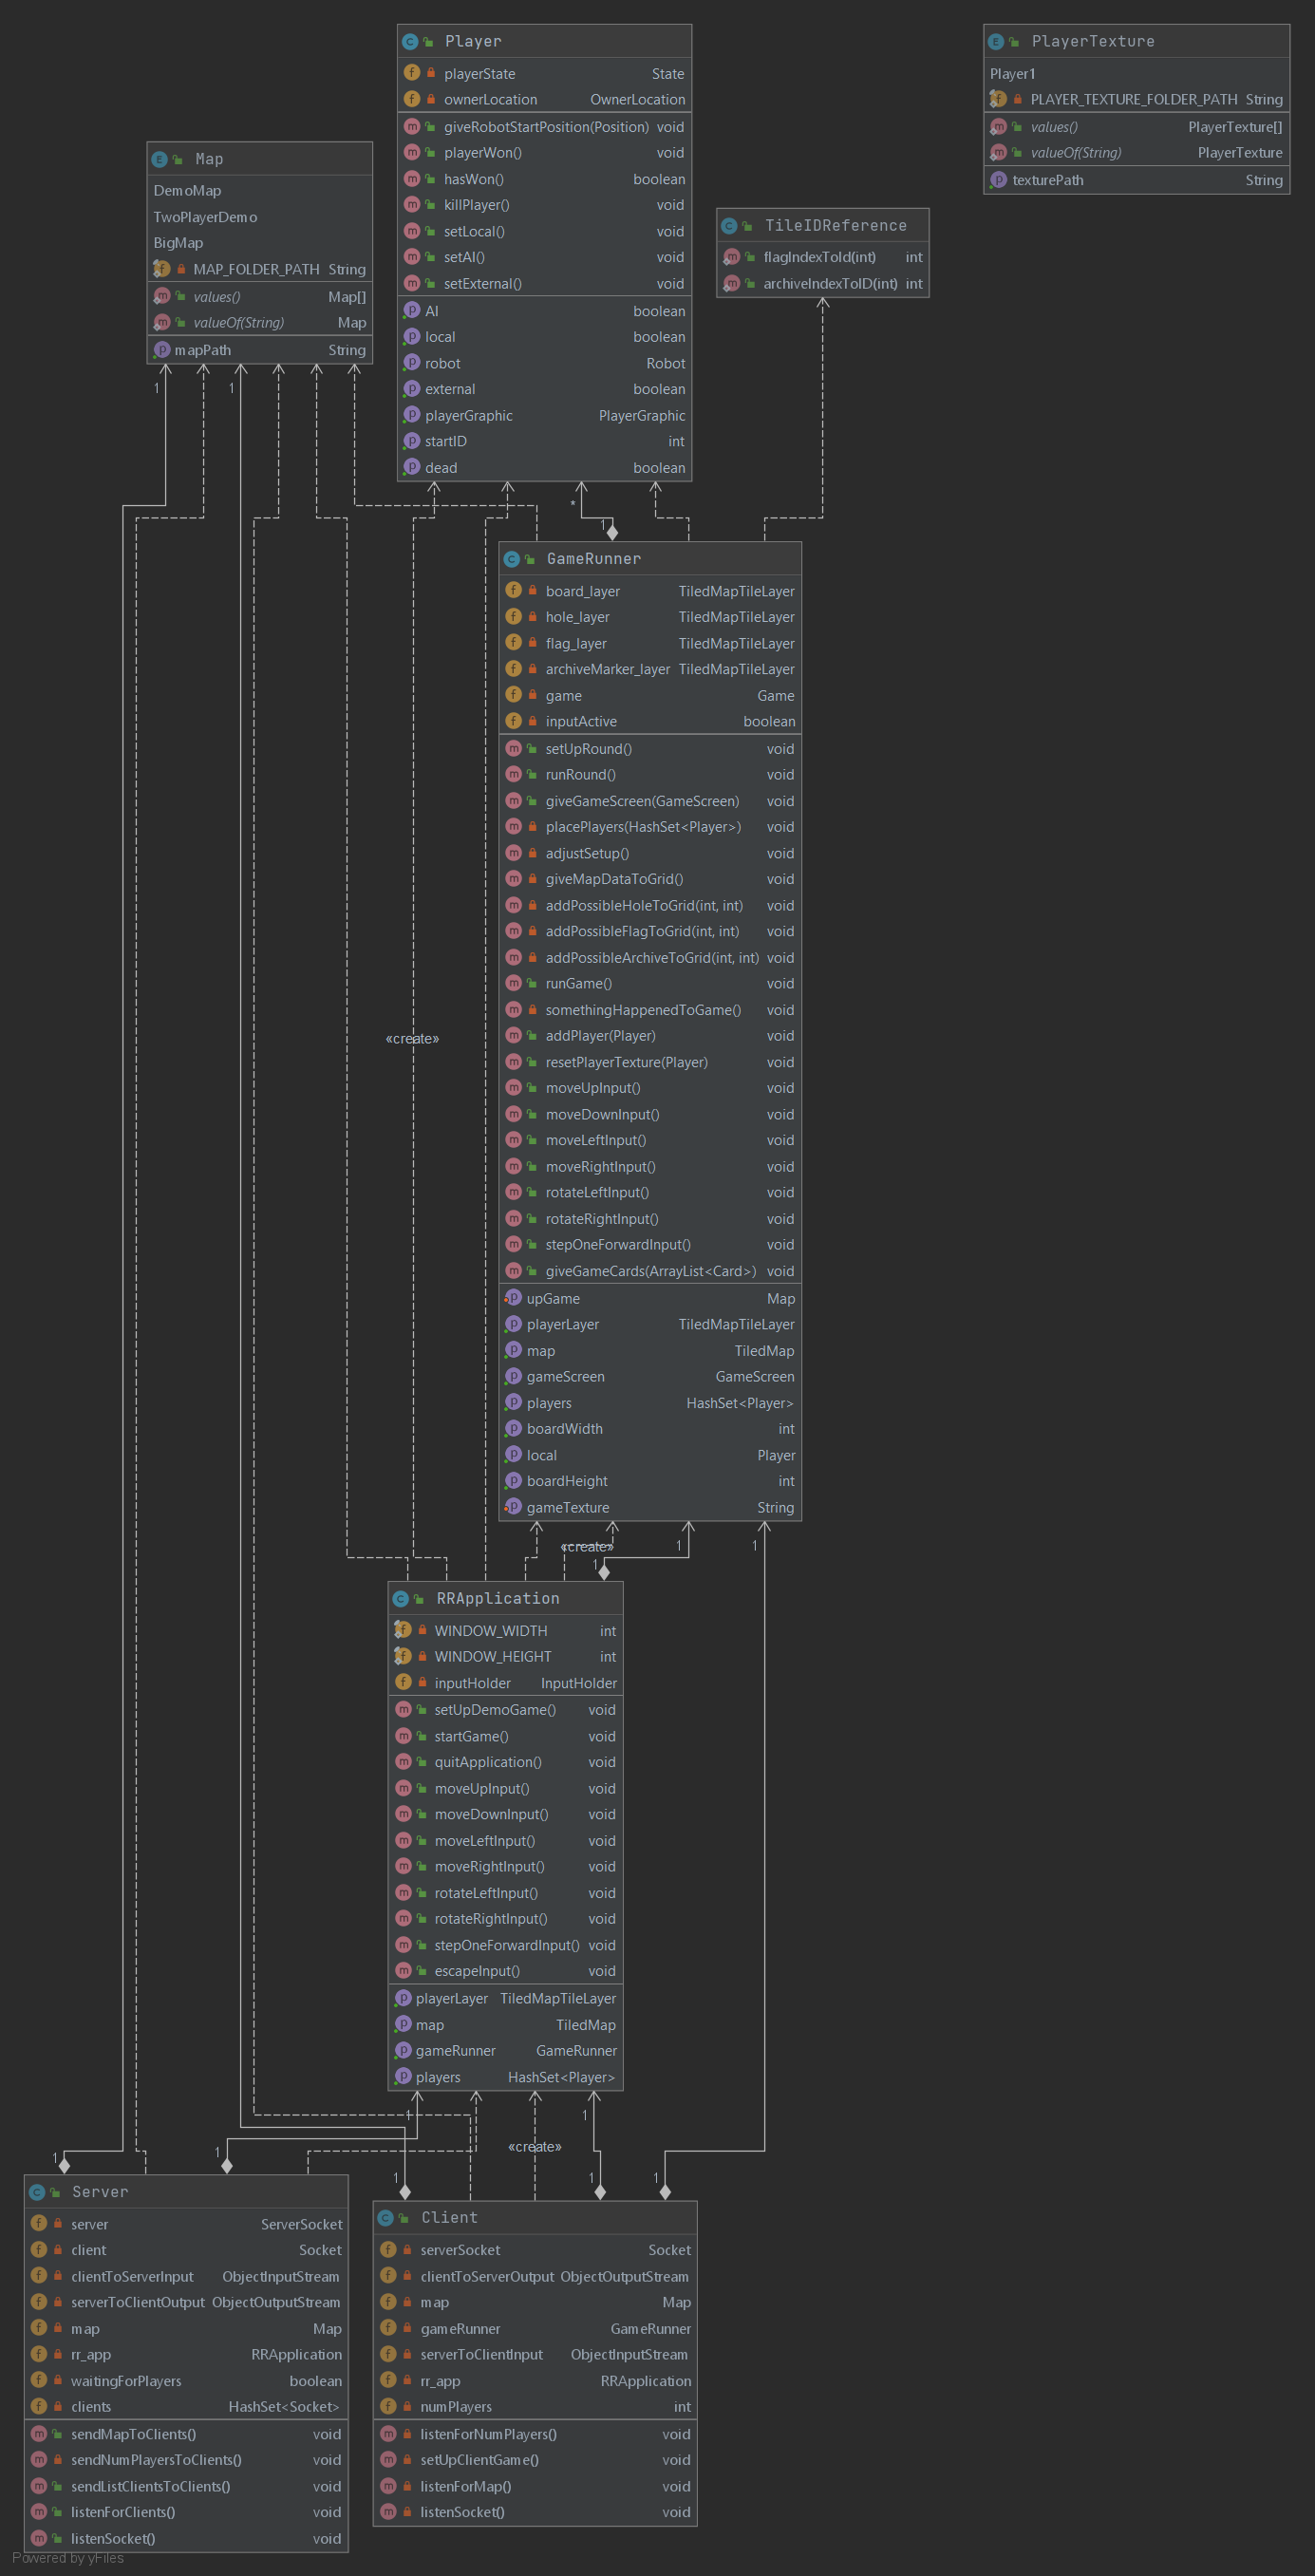 Player
playerState State
ownerLocation OwnerLocation
giveRobotStartPosition(Position) void
playerWon() void
hasWon() boolean
killPlayer() void
setLocal() void
setAI() void
setExternal() void
AI boolean
local boolean
robot Robot
external boolean
playerGraphic PlayerGraphic
startID int
dead boolean
PlayerTexture
Player1
PLAYER_TEXTURE_FOLDER_PATH String
values() PlayerTexture[]
valueOf(String) PlayerTexture
texturePath String
Map
DemoMap
TwoPlayerDemo
BigMap
MAP_FOLDER_PATH String
values() Map[]
valueOf(String) Map
mapPath String
TileIDReference
flagIndexToId(int) int
archiveIndexToID(int) int
1
1
*
1
GameRunner
board_layer TiledMapTileLayer
hole_layer TiledMapTileLayer
flag_layer TiledMapTileLayer
archiveMarker_layer TiledMapTileLayer
game Game
inputActive boolean
setUpRound() void
runRound() void
giveGameScreen(GameScreen) void
placePlayers(HashSet<Player>) void
adjustSetup() void
giveMapDataToGrid() void
addPossibleHoleToGrid(int, int) void
addPossibleFlagToGrid(int, int) void
addPossibleArchiveToGrid(int, int) void
runGame() void
somethingHappenedToGame() void
addPlayer(Player) void
resetPlayerTexture(Player) void
moveUpInput() void
moveDownInput() void
moveLeftInput() void
moveRightInput() void
rotateLeftInput() void
rotateRightInput() void
stepOneForwardInput() void
giveGameCards(ArrayList<Card>) void
upGame Map
playerLayer TiledMapTileLayer
map TiledMap
gameScreen GameScreen
players HashSet<Player>
boardWidth int
local Player
boardHeight int
gameTexture String
«create»
«create»
1
1
1
RRApplication
WINDOW_WIDTH int
WINDOW_HEIGHT int
inputHolder InputHolder
setUpDemoGame() void
startGame() void
quitApplication() void
moveUpInput() void
moveDownInput() void
moveLeftInput() void
moveRightInput() void
rotateLeftInput() void
rotateRightInput() void
stepOneForwardInput() void
escapeInput() void
playerLayer TiledMapTileLayer
map TiledMap
gameRunner GameRunner
players HashSet<Player>
1
1
«create»
1
1
1
1
1
Server
server ServerSocket
client Socket
clientToServerInput ObjectInputStream
serverToClientOutput ObjectOutputStream
map Map
rr_app RRApplication
waitingForPlayers boolean
clients HashSet<Socket>
sendMapToClients() void
sendNumPlayersToClients() void
sendListClientsToClients() void
listenForClients() void
listenSocket() void
Client
serverSocket Socket
clientToServerOutput ObjectOutputStream
map Map
gameRunner GameRunner
serverToClientInput ObjectInputStream
rr_app RRApplication
numPlayers int
listenForNumPlayers() void
setUpClientGame() void
listenForMap() void
listenSocket() void
Powered by yFiles